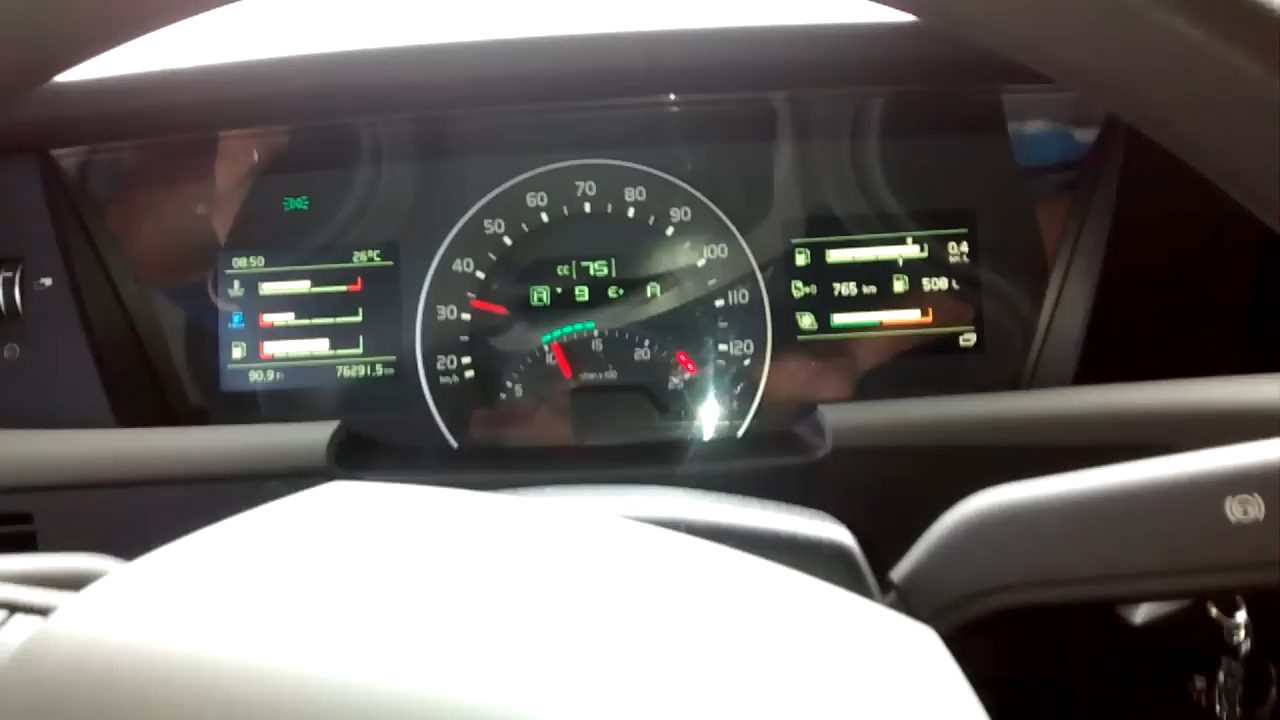 08:50 26°C
90.9
76291.5
20 30 40 50 60 70 80 90 100 110 120
km/h
CC 75
A 9 E+ A
5 10 15 20 25
0.4
765 km 508 L